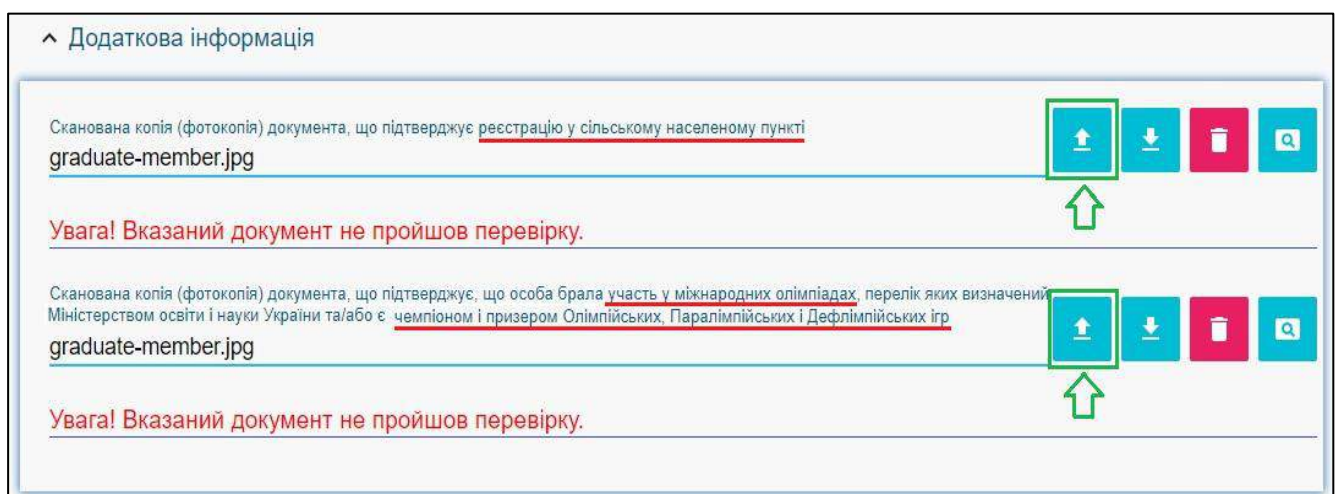 Додаткова інформація
Сканована копія (фотокопія) документа, що підтверджує реєстрацію у сільському населеному пункті
graduate-member.jpg
Увага! Вказаний документ не пройшов перевірку.
Сканована копія (фотокопія) документа, що підтверджує, що особа брала участь у міжнародних олімпіадах, перелік яких визначений
Міністерством освіти і науки України та/або є чемпіоном і призером Олімпійських, Паралімпійських і Дефлімпійських ігр
graduate-member.jpg
Увага! Вказаний документ не пройшов перевірку.